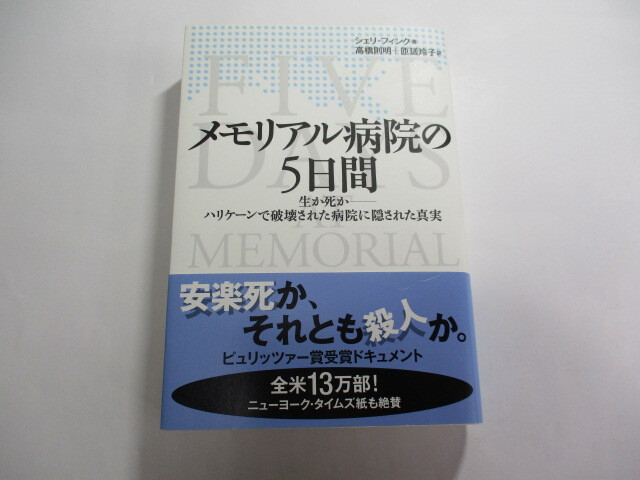 シェリ・フィンク 著
高橋則明+匝瑳玲子 訳
FIVE
DAYS
AT
MEMORIAL
メモリアル病院の
5日間
生か死か――
ハリケーンで破壊された病院に隠された真実
安楽死か、
それとも殺人か。
ピュリッツァー賞受賞ドキュメント
全米13万部!
ニューヨーク・タイムズ紙も絶賛